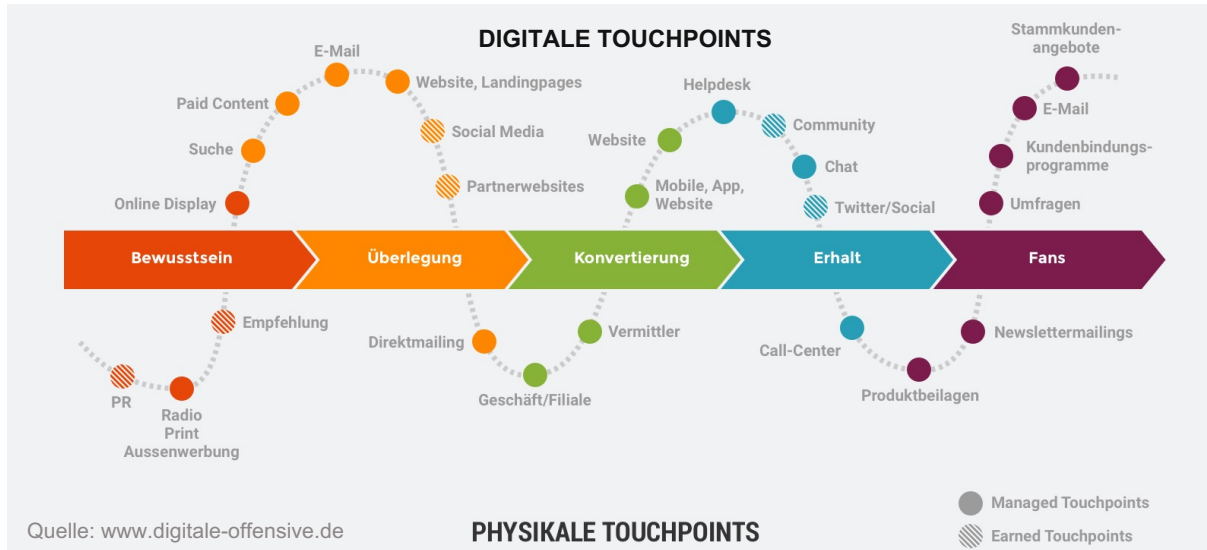 DIGITALE TOUCHPOINTS
Stammkunden-
angebote
E-Mail
Website, Landingpages
Helpdesk
Paid Content
E-Mail
Social Media
Website
Community
Suche
Kundenbindungs-
programme
Chat
Partnerwebsites
Mobile, App,
Website
Online Display
Twitter/Social
Umfragen
Bewusstsein
Überlegung
Konvertierung
Erhalt
Fans
Empfehlung
Direktmailing
Vermittler
Call-Center
Newslettermailings
PR
Geschäft/Filiale
Produktbeilagen
Radio
Print
Aussenwerbung
Managed Touchpoints
Earned Touchpoints
Quelle: www.digitale-offensive.de
PHYSIKALE TOUCHPOINTS